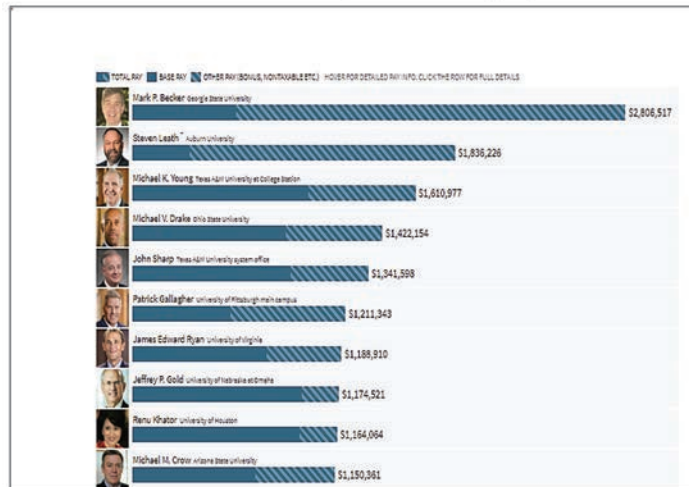 TOTAL PAY BASE PAY OTHER PAY (BONUS, NONTAXABLE ETC.) HOVER FOR DETAILED PAY INFO. CLICK THE ROW FOR FULL DETAILS
Mark P. Becker Georgia State University
$2,806,517
Steven Leath Auburn University
$1,836,226
Michael K. Young Texas A&M University at College Station
$1,610,977
Michael V. Drake Ohio State University
$1,422,154
John Sharp Texas A&M University system office
$1,341,598
Patrick Gallagher University of Pittsburgh main campus
$1,211,343
James Edward Ryan University of Virginia
$1,188,910
Jeffrey P. Gold University of Nebraska at Omaha
$1,174,521
Renu Khator University of Houston
$1,164,064
Michael M. Crow Arizona State University
$1,150,361